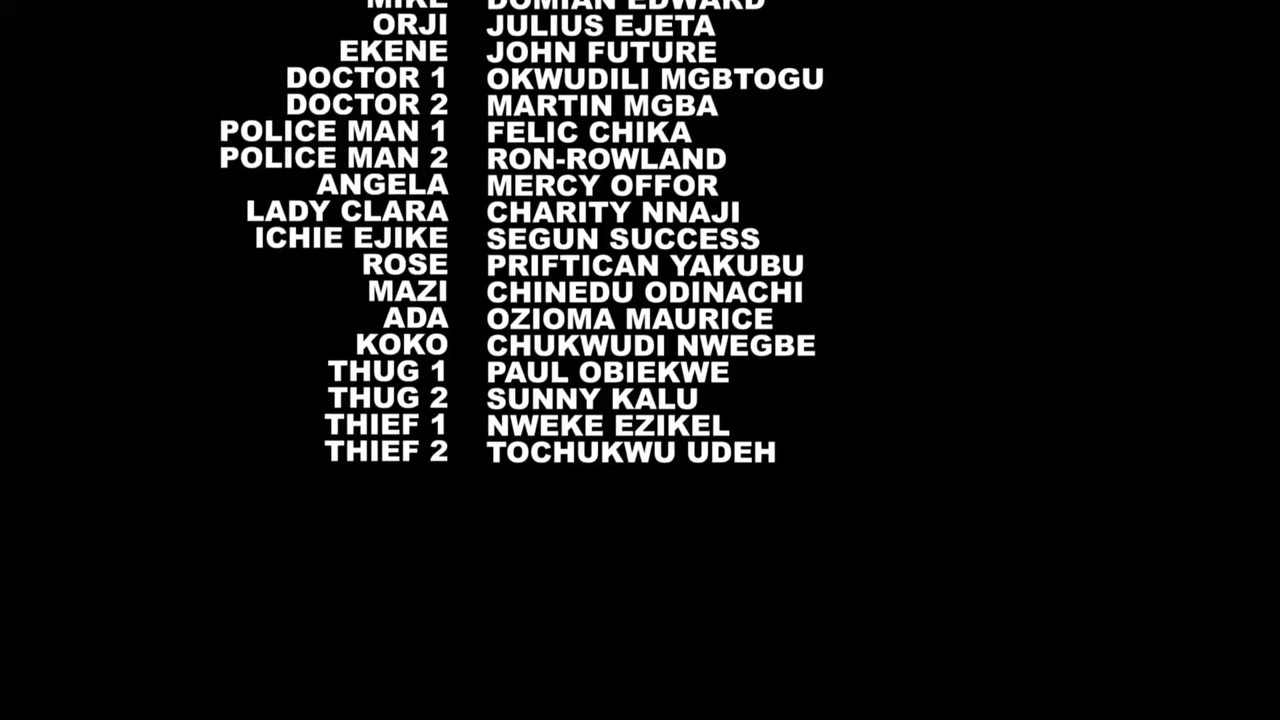 MIKE DOMIAN EDWARD
ORJI JULIUS EJETA
EKENE JOHN FUTURE
DOCTOR 1 OKWUDILI MGBTOGU
DOCTOR 2 MARTIN MGBA
POLICE MAN 1 FELIC CHIKA
POLICE MAN 2 RON-ROWLAND
ANGELA MERCY OFFOR
LADY CLARA CHARITY NNAJI
ICHIE EJIKE SEGUN SUCCESS
ROSE PRIFTICAN YAKUBU
MAZI CHINEDU ODINACHI
ADA OZIOMA MAURICE
KOKO CHUKWUDI NWEGBE
THUG 1 PAUL OBIEKWE
THUG 2 SUNNY KALU
THIEF 1 NWEKE EZIKEL
THIEF 2 TOCHUKWU UDEH